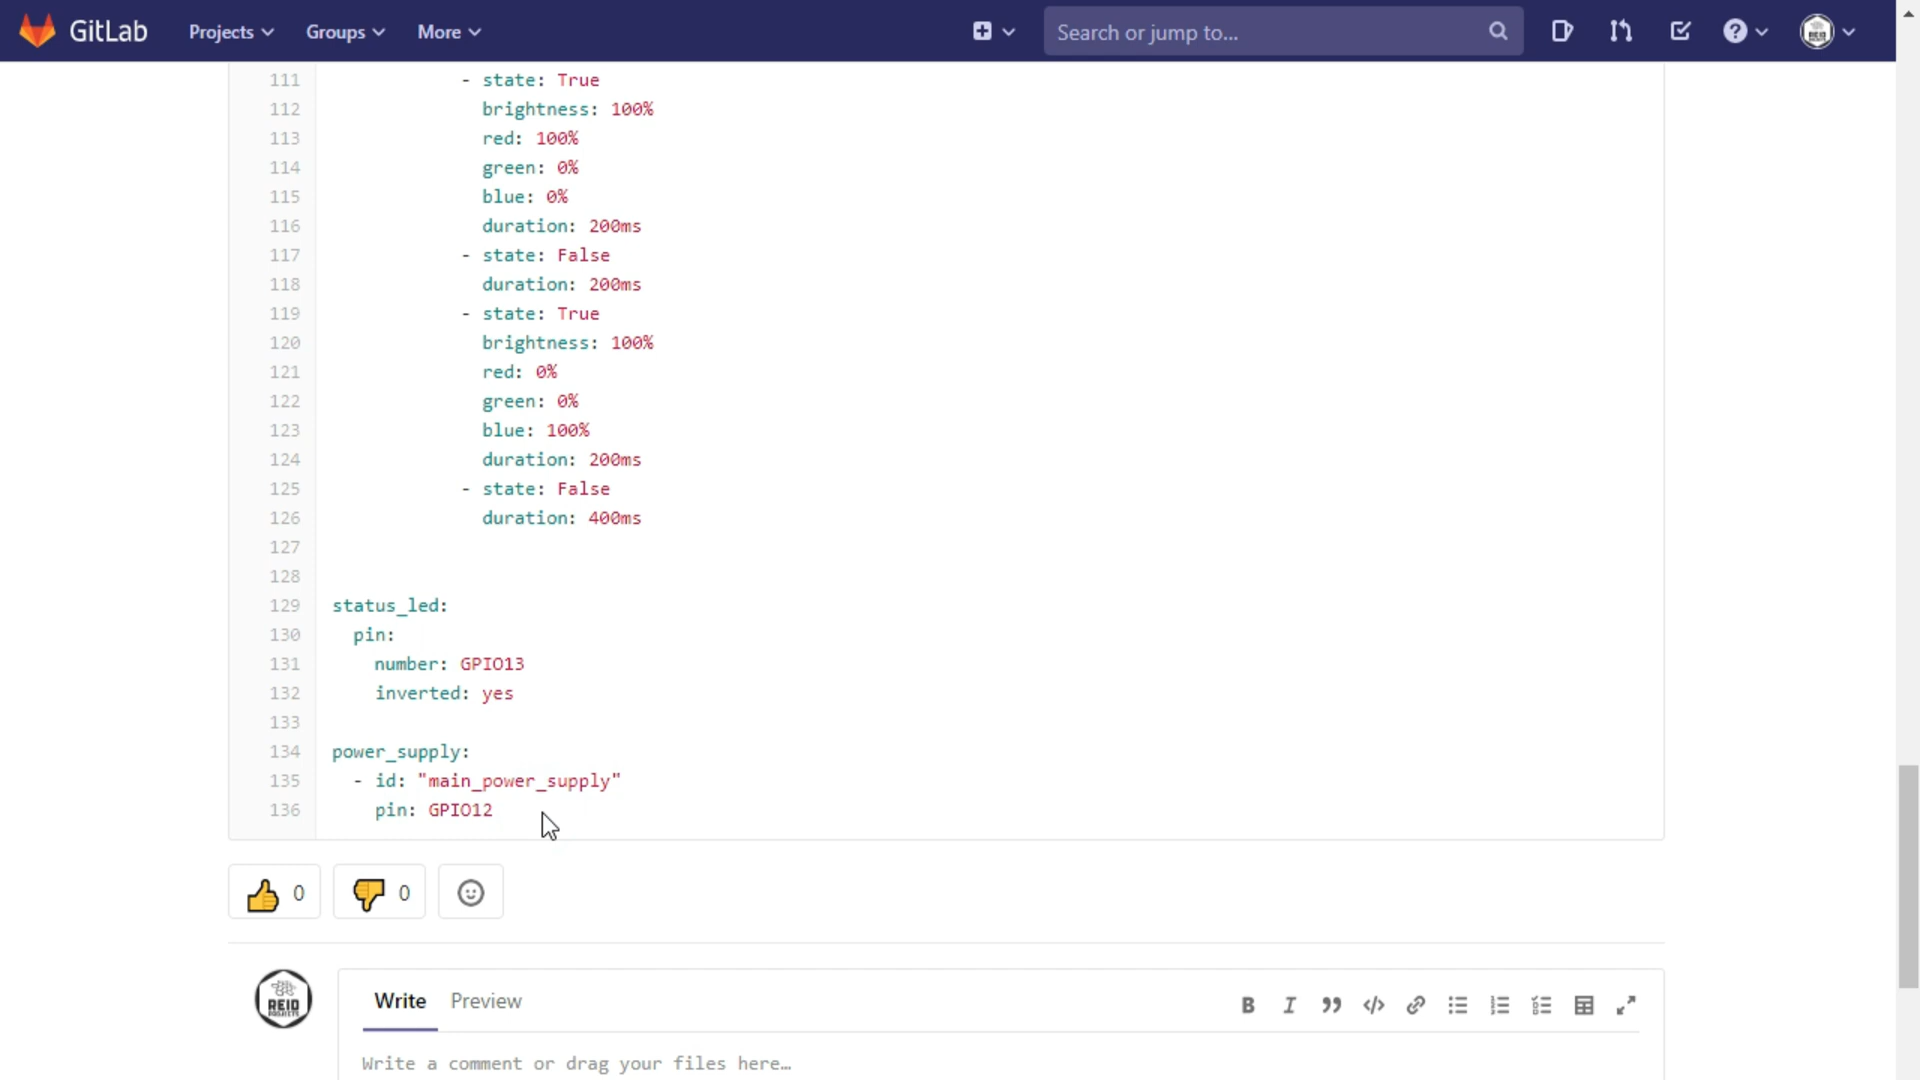 GitLab Projects Groups More Search or jump to...
111 - state: True
112 brightness: 100%
113 red: 100%
114 green: 0%
115 blue: 0%
116 duration: 200ms
117 - state: False
118 duration: 200ms
119 - state: True
120 brightness: 100%
121 red: 0%
122 green: 0%
123 blue: 100%
124 duration: 200ms
125 - state: False
126 duration: 400ms
127
128
129 status_led:
130 pin:
131 number: GPIO13
132 inverted: yes
133
134 power_supply:
135 - id: "main_power_supply"
136 pin: GPIO12
0 0
REID
PROJECTS
Write Preview
Write a comment or drag your files here…